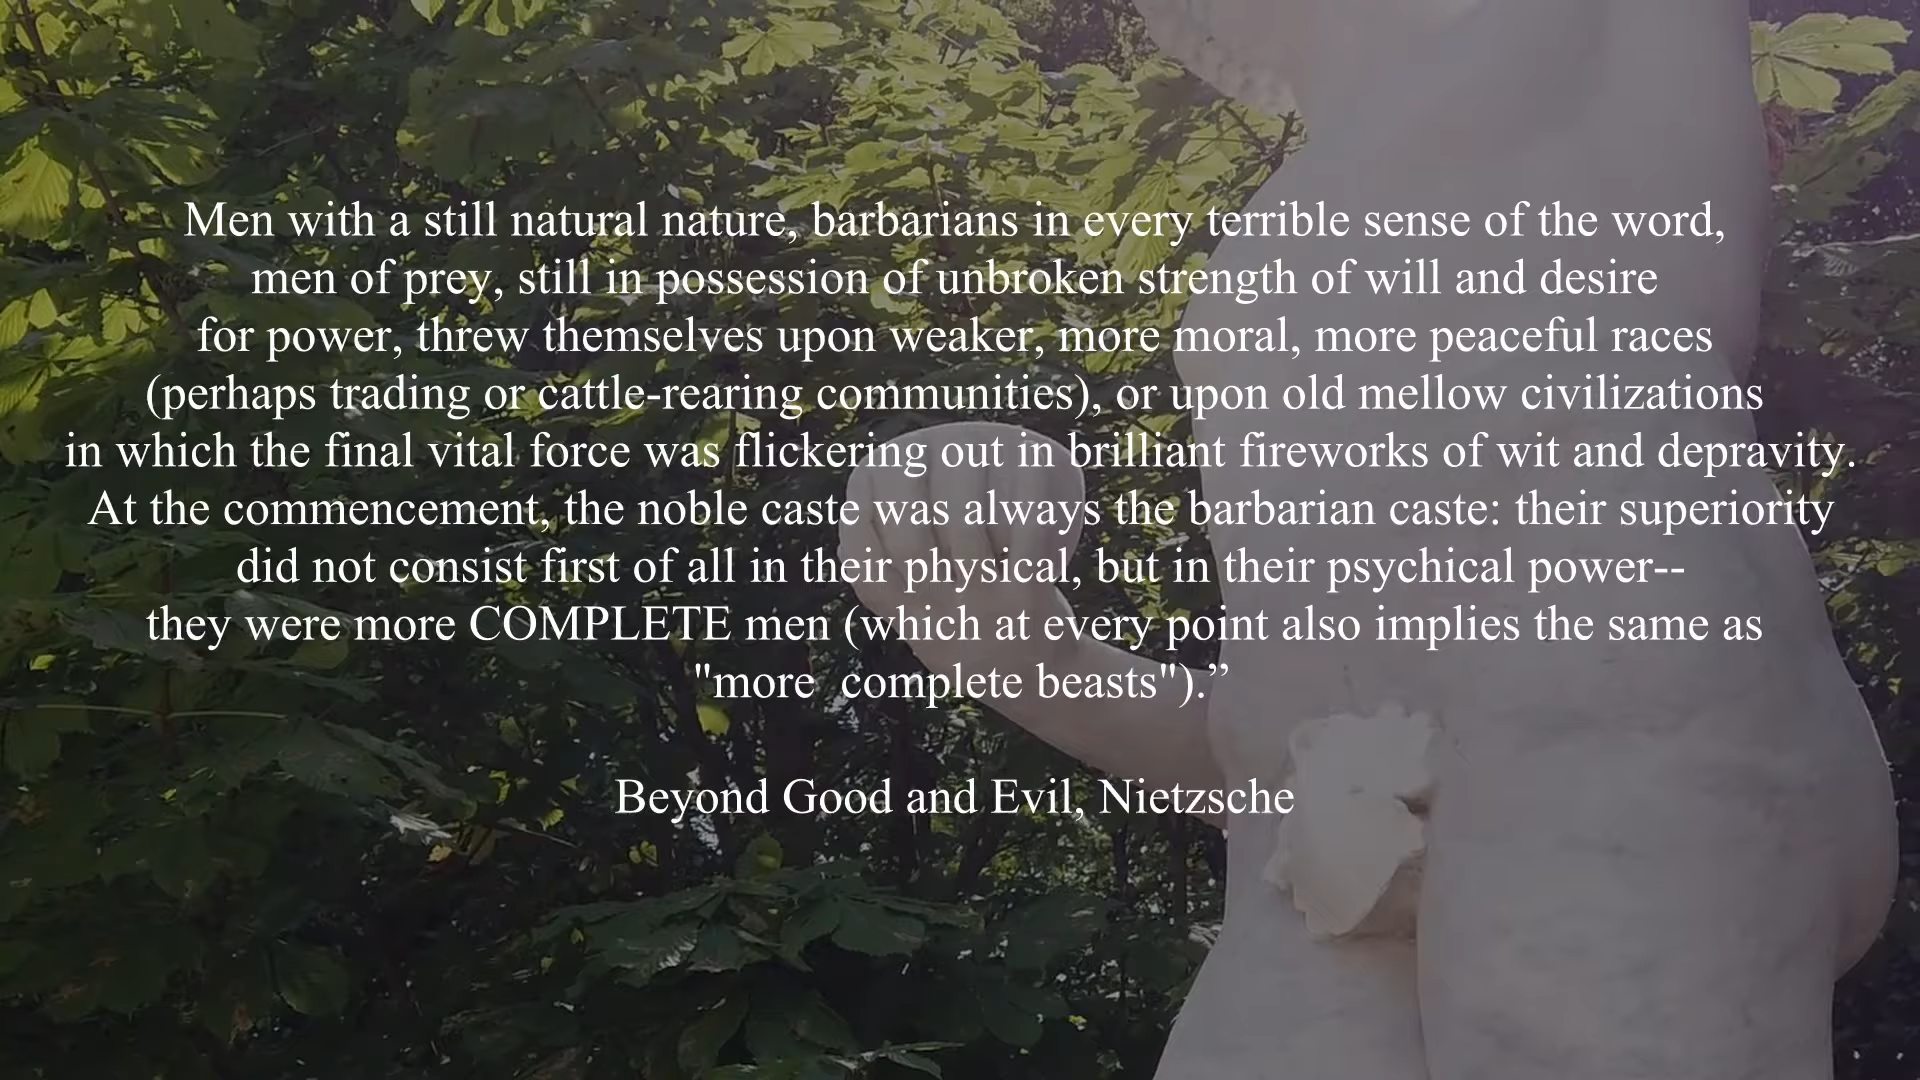 Men with a still natural nature, barbarians in every terrible sense of the word,
men of prey, still in possession of unbroken strength of will and desire
for power, threw themselves upon weaker, more moral, more peaceful races
(perhaps trading or cattle-rearing communities), or upon old mellow civilizations
in which the final vital force was flickering out in brilliant fireworks of wit and depravity.
At the commencement, the noble caste was always the barbarian caste: their superiority
did not consist first of all in their physical, but in their psychical power--
they were more COMPLETE men (which at every point also implies the same as
"more  complete beasts").”
Beyond Good and Evil, Nietzsche